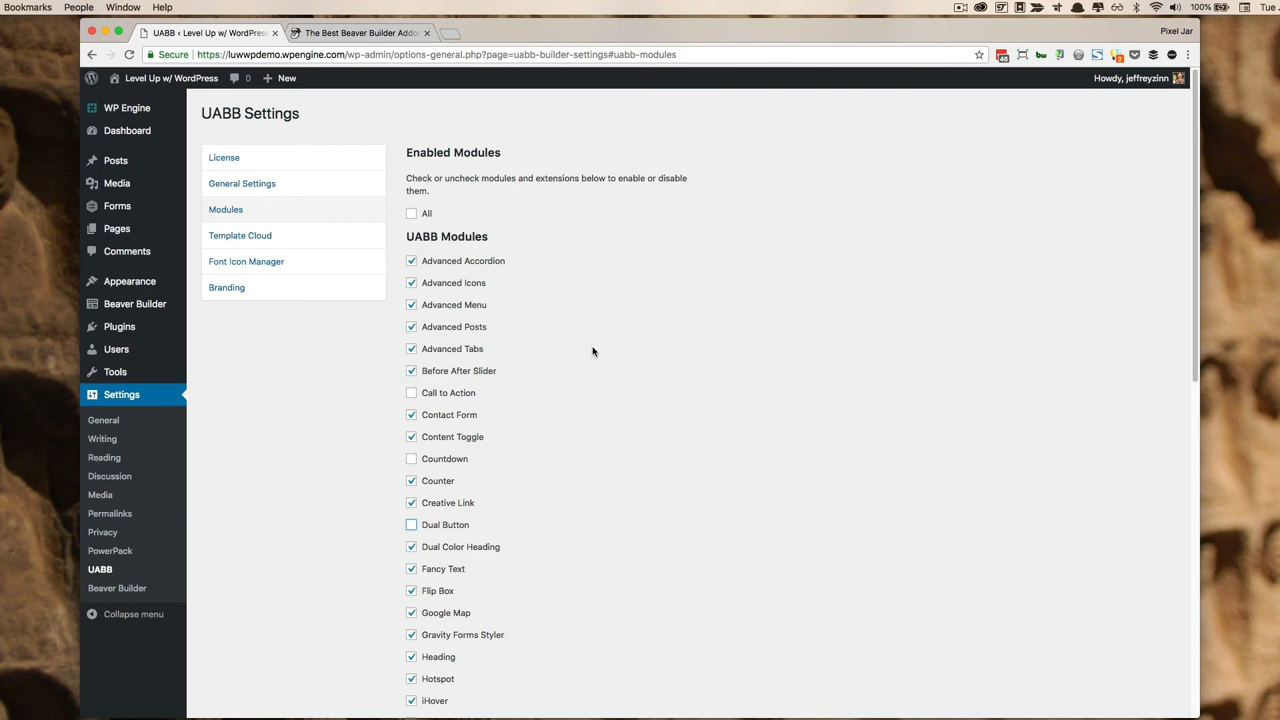 Bookmarks People Window Help
100% Tue
UABB ‹ Level Up w/ WordPress
The Best Beaver Builder Addo
Pixel Jar
Secure https://luwwpdemo.wpengine.com/wp-admin/options-general.php?page=uabb-builder-settings#uabb-modules
Level Up w/ WordPress 0 New
Howdy, jeffreyzinn
WP Engine
Dashboard
Posts
Media
Forms
Pages
Comments
Appearance
Beaver Builder
Plugins
Users
Tools
Settings
General
Writing
Reading
Discussion
Media
Permalinks
Privacy
PowerPack
UABB
Beaver Builder
Collapse menu
UABB Settings
License
General Settings
Modules
Template Cloud
Font Icon Manager
Branding
Enabled Modules
Check or uncheck modules and extensions below to enable or disable
them.
All
UABB Modules
Advanced Accordion
Advanced Icons
Advanced Menu
Advanced Posts
Advanced Tabs
Before After Slider
Call to Action
Contact Form
Content Toggle
Countdown
Counter
Creative Link
Dual Button
Dual Color Heading
Fancy Text
Flip Box
Google Map
Gravity Forms Styler
Heading
Hotspot
iHover